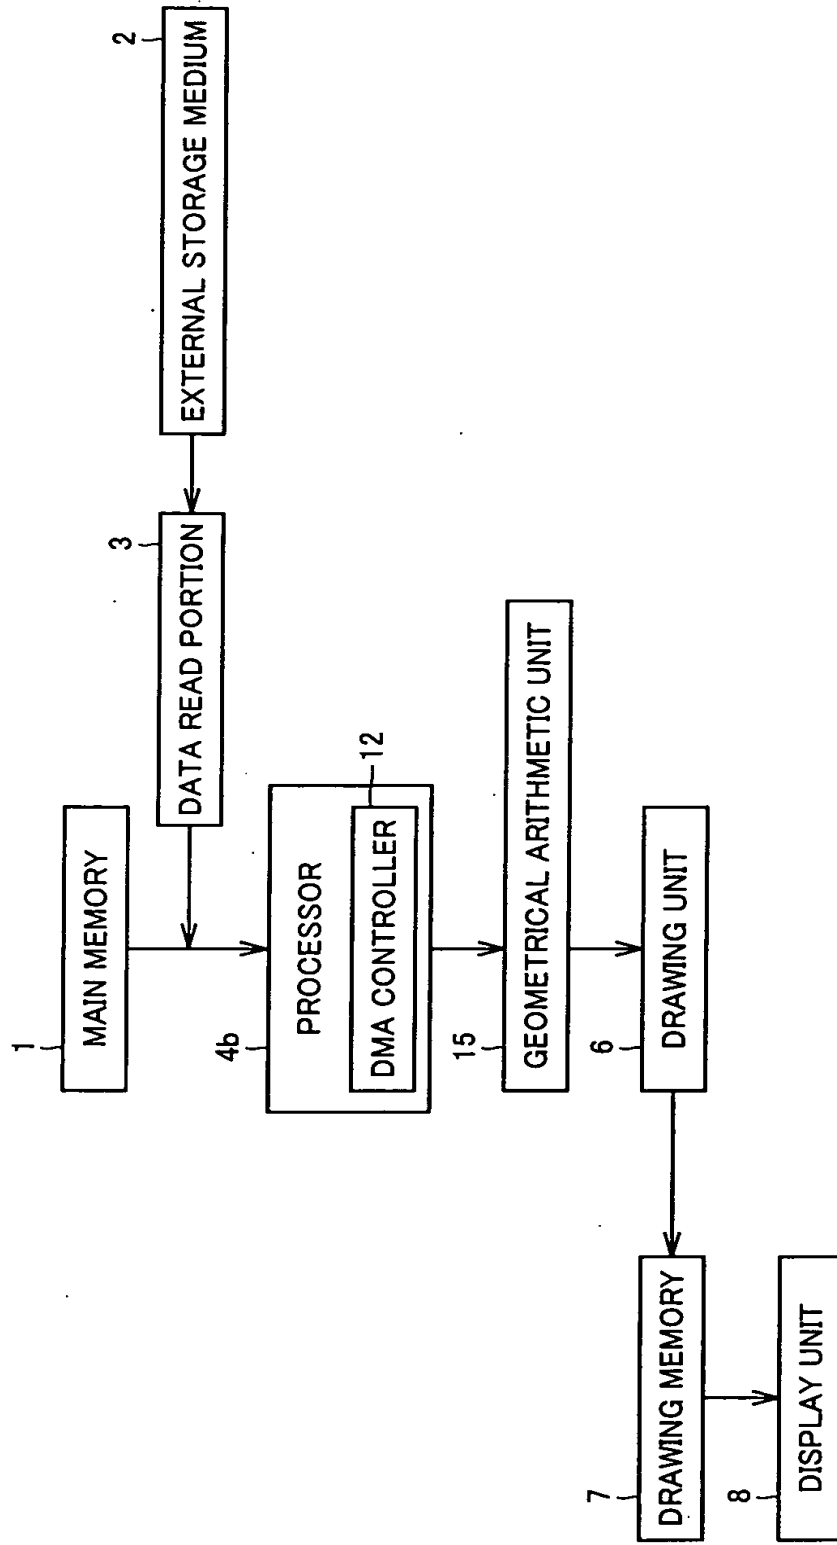 1
MAIN MEMORY
2
EXTERNAL STORAGE MEDIUM
3
DATA READ PORTION
4b
PROCESSOR
12
DMA CONTROLLER
15
GEOMETRICAL ARITHMETIC UNIT
6
DRAWING UNIT
7
DRAWING MEMORY
8
DISPLAY UNIT